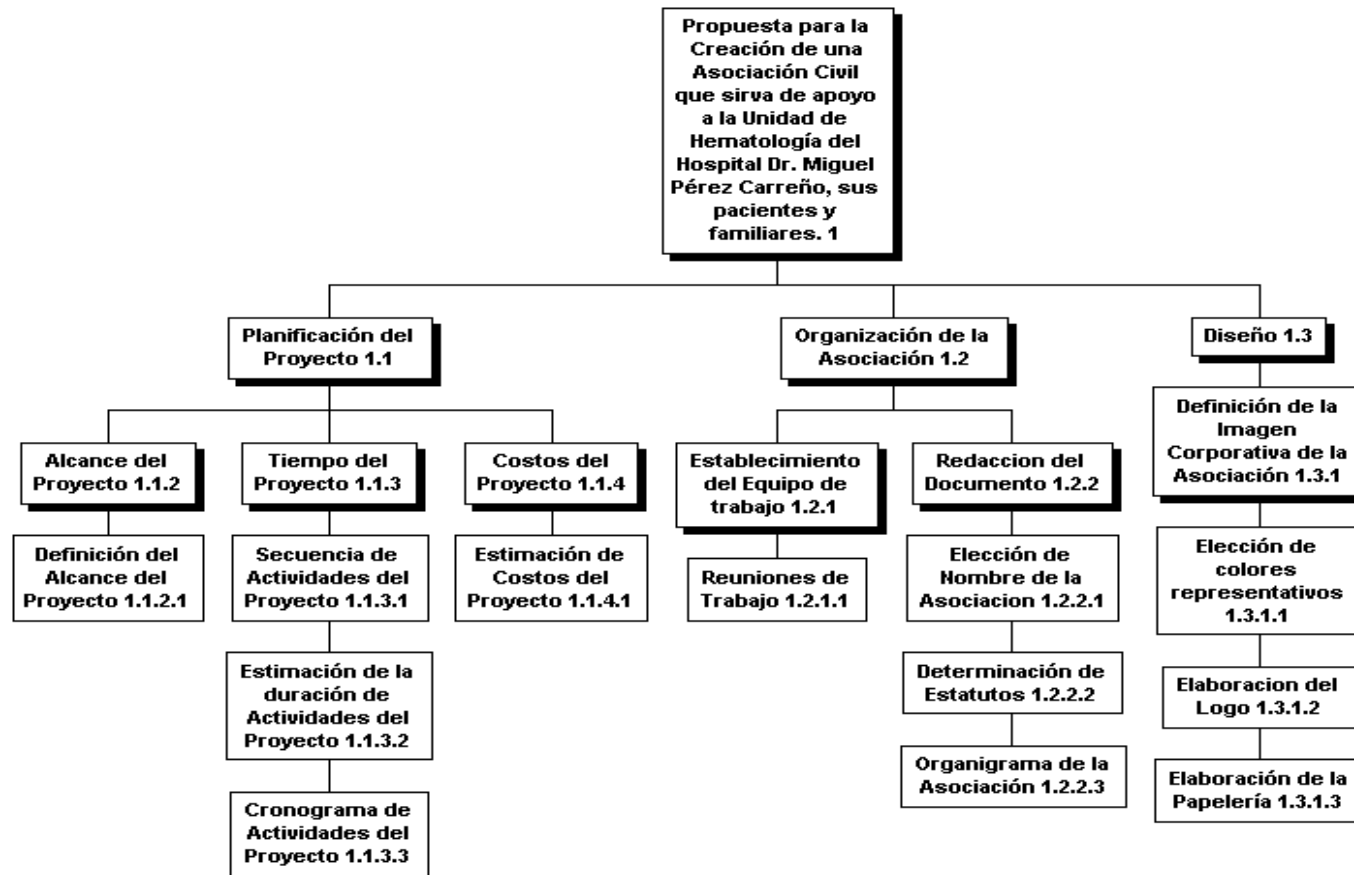 Propuesta para la
Creación de una
Asociación Civil
que sirva de apoyo
a la Unidad de
Hematología del
Hospital Dr. Miguel
Pérez Carreño, sus
pacientes y
familiares. 1
Planificación del
Proyecto 1.1
Organización de la
Asociación 1.2
Diseño 1.3
Alcance del
Proyecto 1.1.2
Tiempo del
Proyecto 1.1.3
Costos del
Proyecto 1.1.4
Establecimiento
del Equipo de
trabajo 1.2.1
Redaccion del
Documento 1.2.2
Definición de la
Imagen
Corporativa de la
Asociación 1.3.1
Definición del
Alcance del
Proyecto 1.1.2.1
Secuencia de
Actividades del
Proyecto 1.1.3.1
Estimación de
Costos del
Proyecto 1.1.4.1
Reuniones de
Trabajo 1.2.1.1
Elección de
Nombre de la
Asociacion 1.2.2.1
Elección de
colores
representativos
1.3.1.1
Estimación de la
duración de
Actividades del
Proyecto 1.1.3.2
Determinación de
Estatutos 1.2.2.2
Elaboracion del
Logo 1.3.1.2
Cronograma de
Actividades del
Proyecto 1.1.3.3
Organigrama de la
Asociación 1.2.2.3
Elaboración de la
Papelería 1.3.1.3